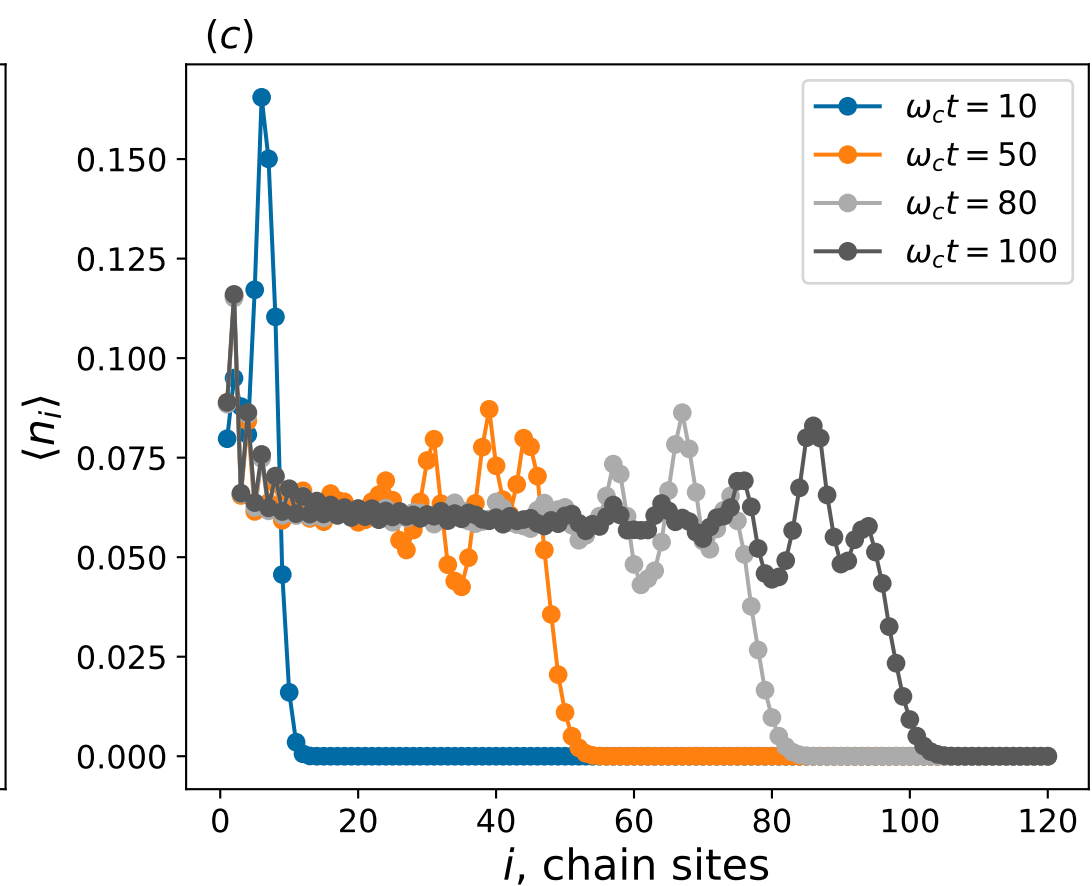 (c)
ω_c t = 10
ω_c t = 50
ω_c t = 80
ω_c t = 100
0.150
0.125
0.100
0.075
0.050
0.025
0.000
⟨n_i⟩
0 20 40 60 80 100 120
i, chain sites